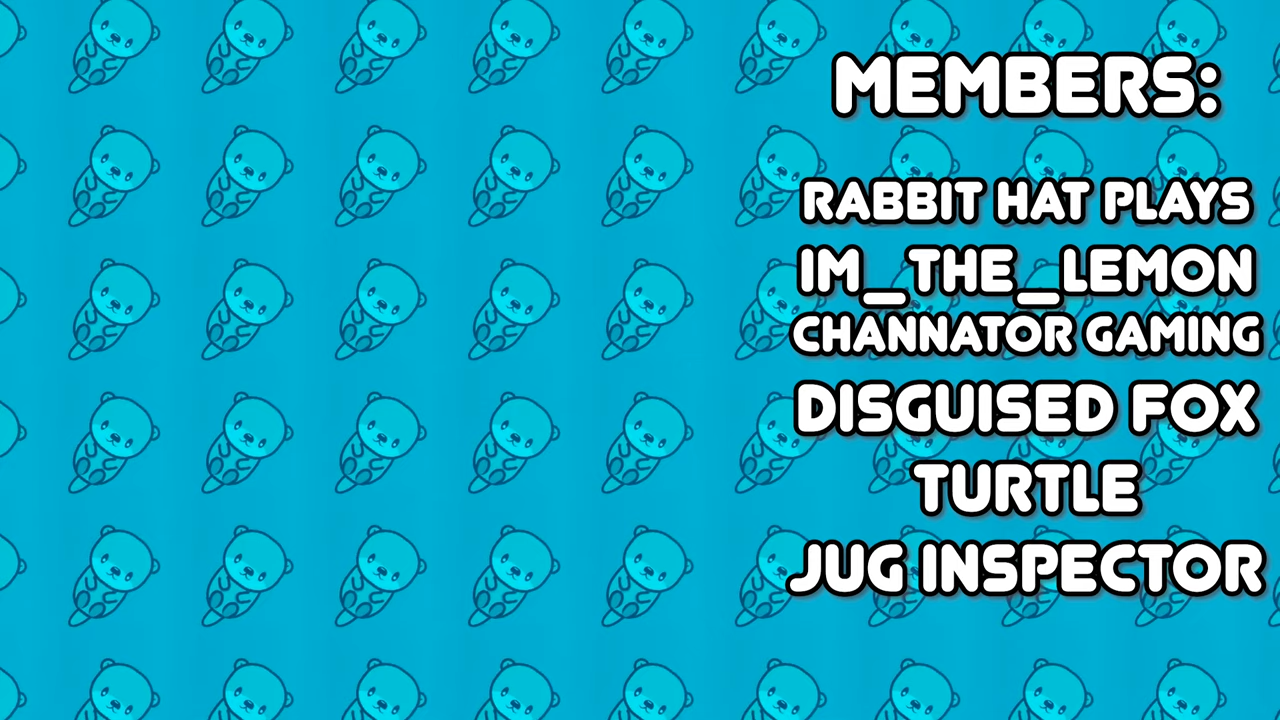 MEMBERS:
RABBIT HAT PLAYS
IM_THE_LEMON
CHANNATOR GAMING
DISGUISED FOX
TURTLE
JUG INSPECTOR